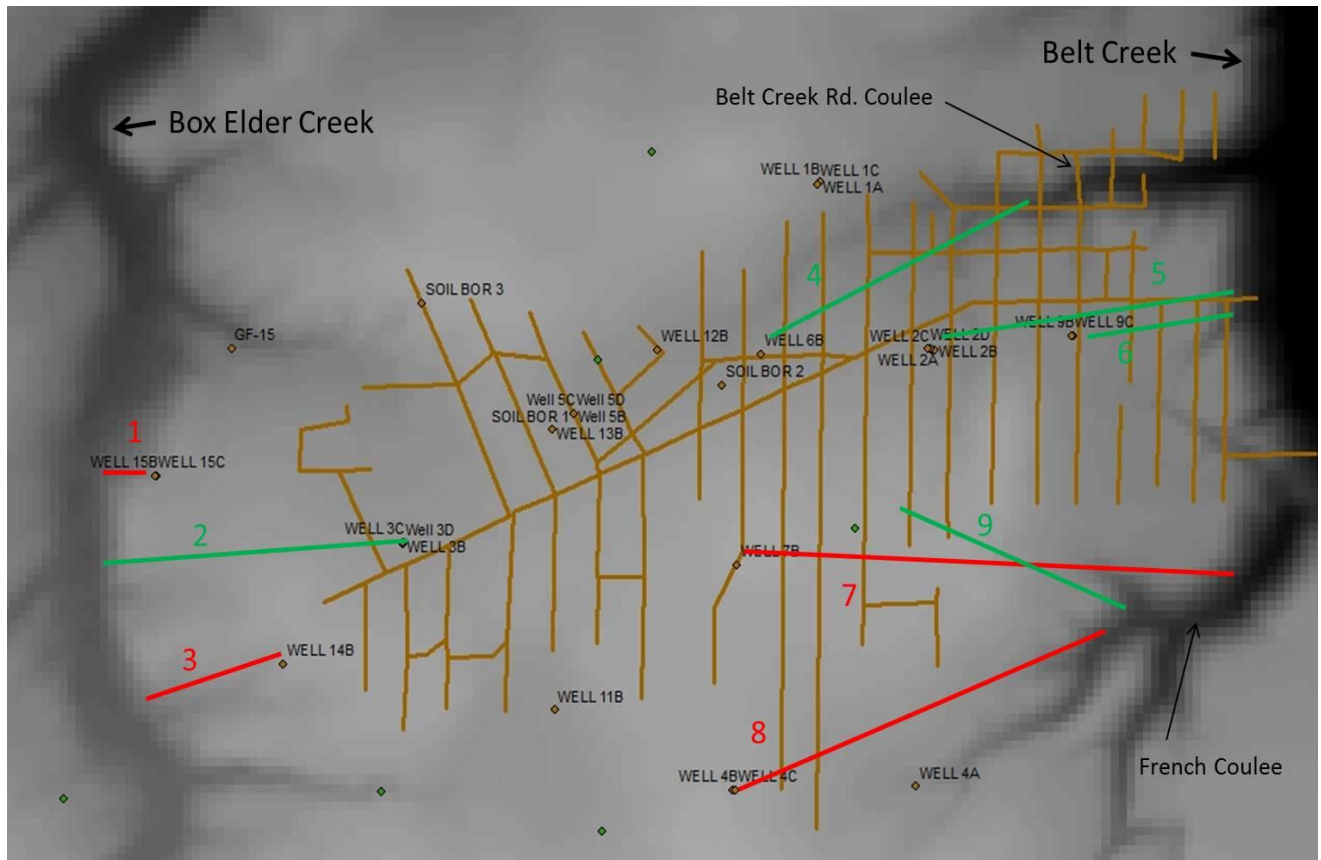 Belt Creek
Belt Creek Rd. Coulee
Box Elder Creek
WELL 1B WELL 1C
WELL 1A
4
5
SOIL BOR 3
GF-15
WELL 12B
WELL 6B
WELL 2C WELL 2D
WELL 2A WELL 2B
WELL 9B WELL 9C
6
SOIL BOR 2
Well 5C Well 5D
SOIL BOR 1 Well 5B
WELL 13B
1
WELL 15B WELL 15C
2
WELL 3C Well 3D
WELL 3B
9
WELL 7B
7
3
WELL 14B
WELL 11B
8
WELL 4B WELL 4C
WELL 4A
French Coulee